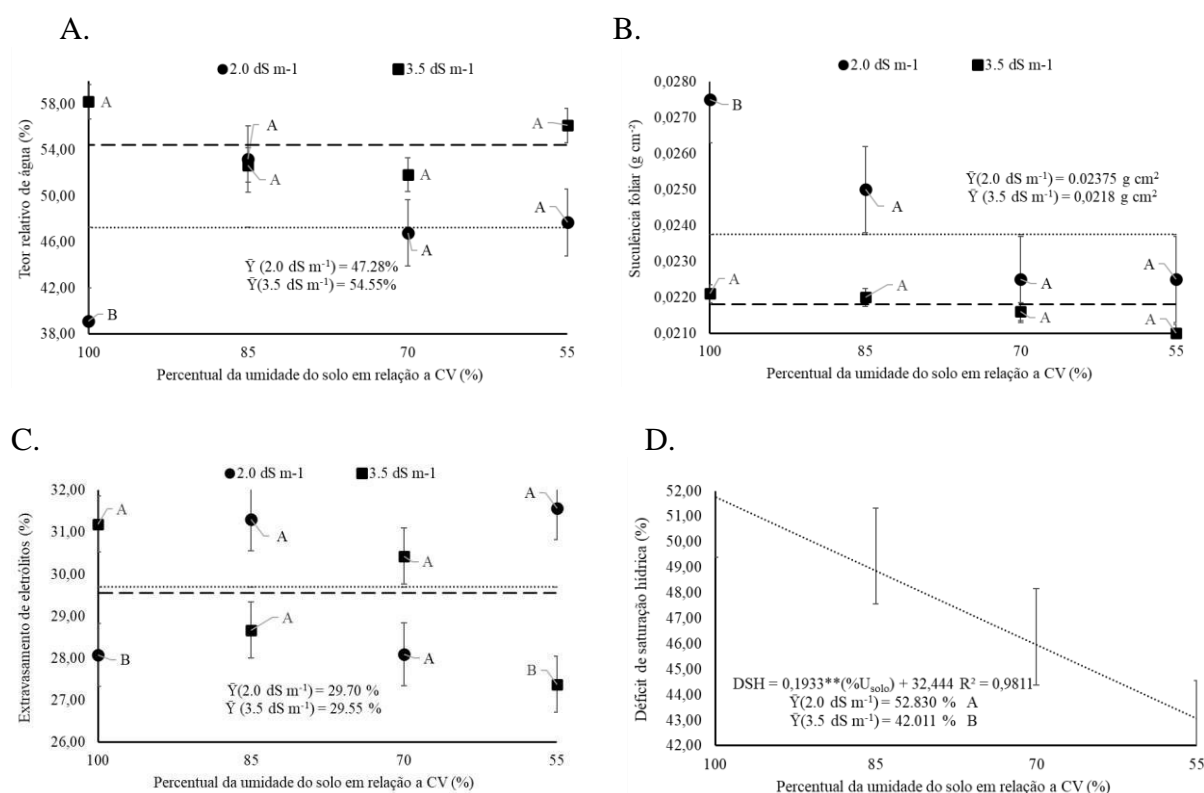 A.
2.0 dS m-1 3.5 dS m-1
Teor relativo de água (%)
58,00
54,00
50,00
46,00
42,00
38,00
A
A
A
A
A
A
A
B
Ȳ (2.0 dS m⁻¹) = 47.28%
Ȳ(3.5 dS m⁻¹) = 54.55%
100 85 70 55
Percentual da umidade do solo em relação a CV (%)
B.
2.0 dS m-1 3.5 dS m-1
Suculência foliar (g cm⁻²)
0,0280
0,0270
0,0260
0,0250
0,0240
0,0230
0,0220
0,0210
B
A
A
A
A
A
A
A
Ȳ(2.0 dS m⁻¹) = 0.02375 g cm²
Ȳ (3.5 dS m⁻¹) = 0,0218 g cm²
100 85 70 55
Percentual da umidade do solo em relação a CV (%)
C.
2.0 dS m-1 3.5 dS m-1
Extravasamento de eletrólitos (%)
32,00
31,00
30,00
29,00
28,00
27,00
26,00
A
A
A
A
A
B
A
B
Ȳ(2.0 dS m⁻¹) = 29.70 %
Ȳ (3.5 dS m⁻¹) = 29.55 %
100 85 70 55
Percentual da umidade do solo em relação a CV (%)
D.
Déficit de saturação hídrica (%)
52,00
51,00
50,00
49,00
48,00
47,00
46,00
45,00
44,00
43,00
42,00
DSH = 0,1933**(%Usolo) + 32,444 R² = 0,9811
Ȳ(2.0 dS m⁻¹) = 52.830 % A
Ȳ(3.5 dS m⁻¹) = 42.011 % B
100 85 70 55
Percentual da umidade do solo em relação a CV (%)